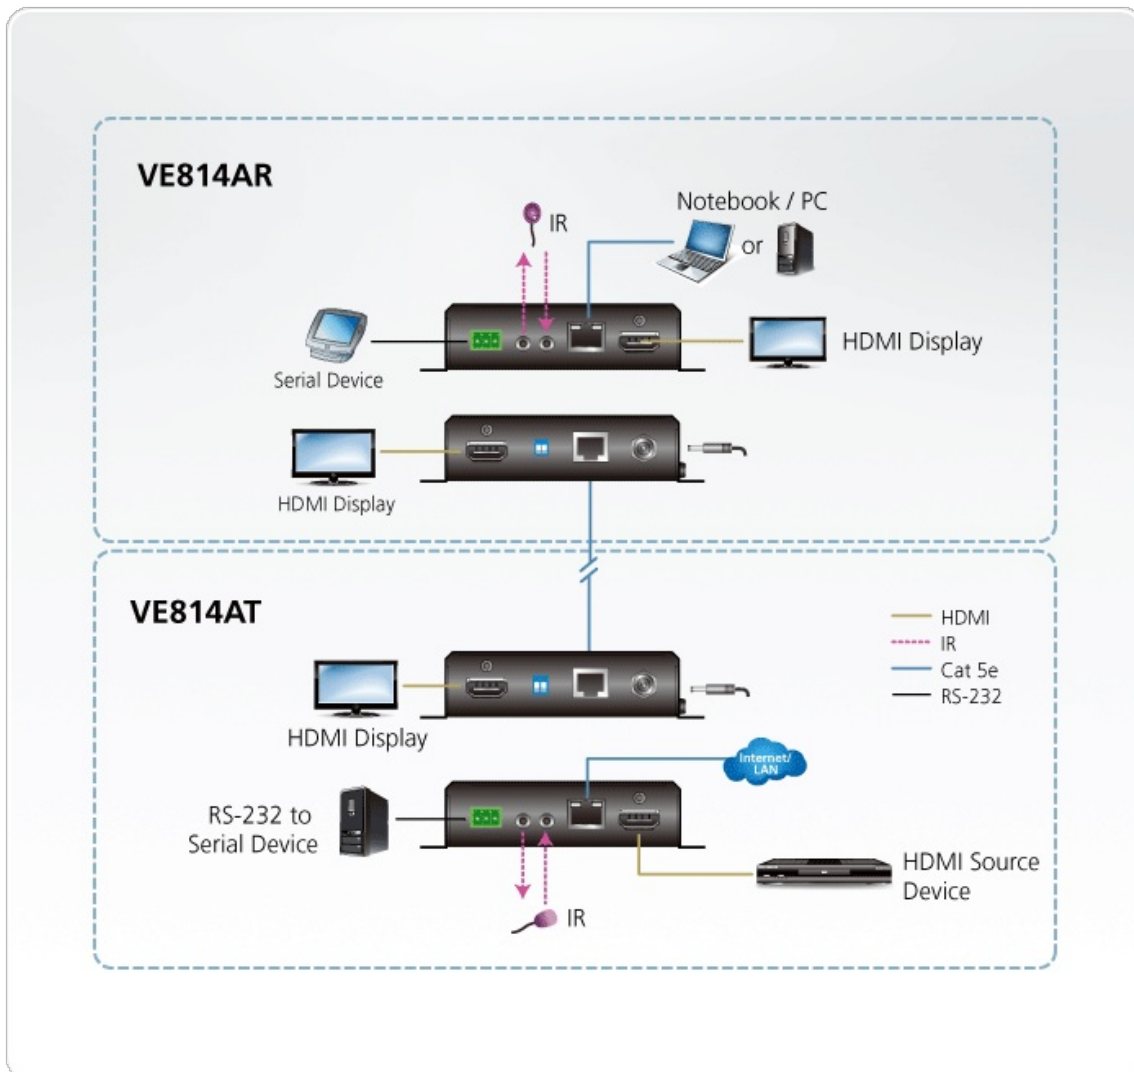 VE814AR
IR
Notebook / PC
or
Serial Device
HDMI Display
HDMI Display
VE814AT
HDMI
IR
Cat 5e
RS-232
HDMI Display
Internet/
LAN
RS-232 to
Serial Device
HDMI Source
Device
IR